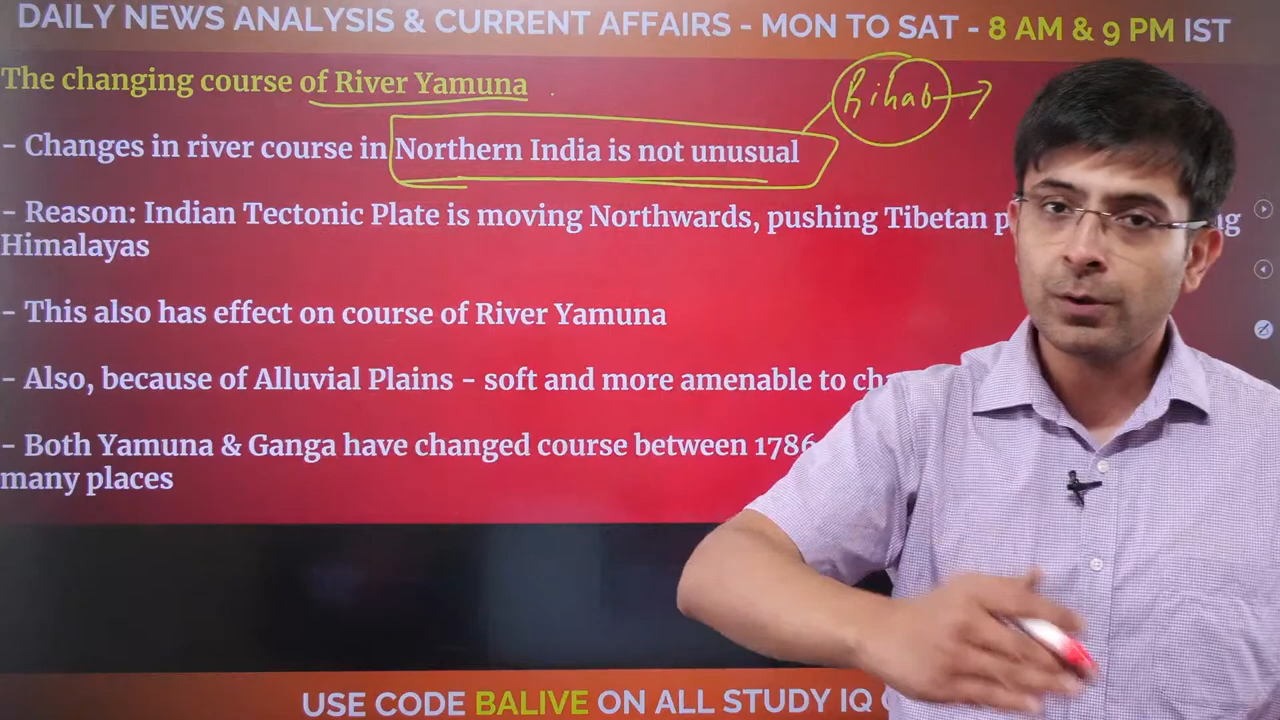 DAILY NEWS ANALYSIS & CURRENT AFFAIRS - MON TO SAT - 8 AM & 9 PM IST
The changing course of River Yamuna
Bihar
- Changes in river course in Northern India is not unusual
- Reason: Indian Tectonic Plate is moving Northwards, pushing Tibetan
Himalayas
- This also has effect on course of River Yamuna
- Also, because of Alluvial Plains - soft and more amenable to
- Both Yamuna & Ganga have changed course between 1786
many places
USE CODE BALIVE ON ALL STUDY IQ